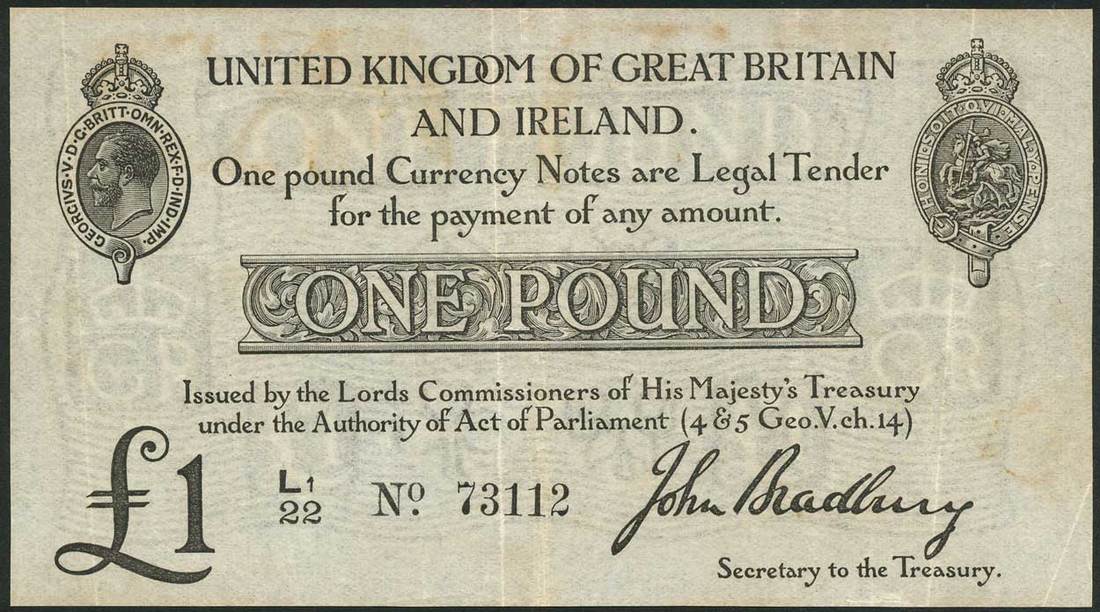 UNITED KINGDOM OF GREAT BRITAIN
AND IRELAND.
GEORGIVS·V·D·G·BRITT·OMN·REX·F·D·IND·IMP·
HONI·SOIT·QVI·MAL·Y·PENSE
One pound Currency Notes are Legal Tender
for the payment of any amount.
ONE POUND
Issued by the Lords Commissioners of His Majesty's Treasury
under the Authority of Act of Parliament (4 & 5 Geo.V. ch.14)
£1
L1
22
No. 73112
John Bradbury
Secretary to the Treasury.